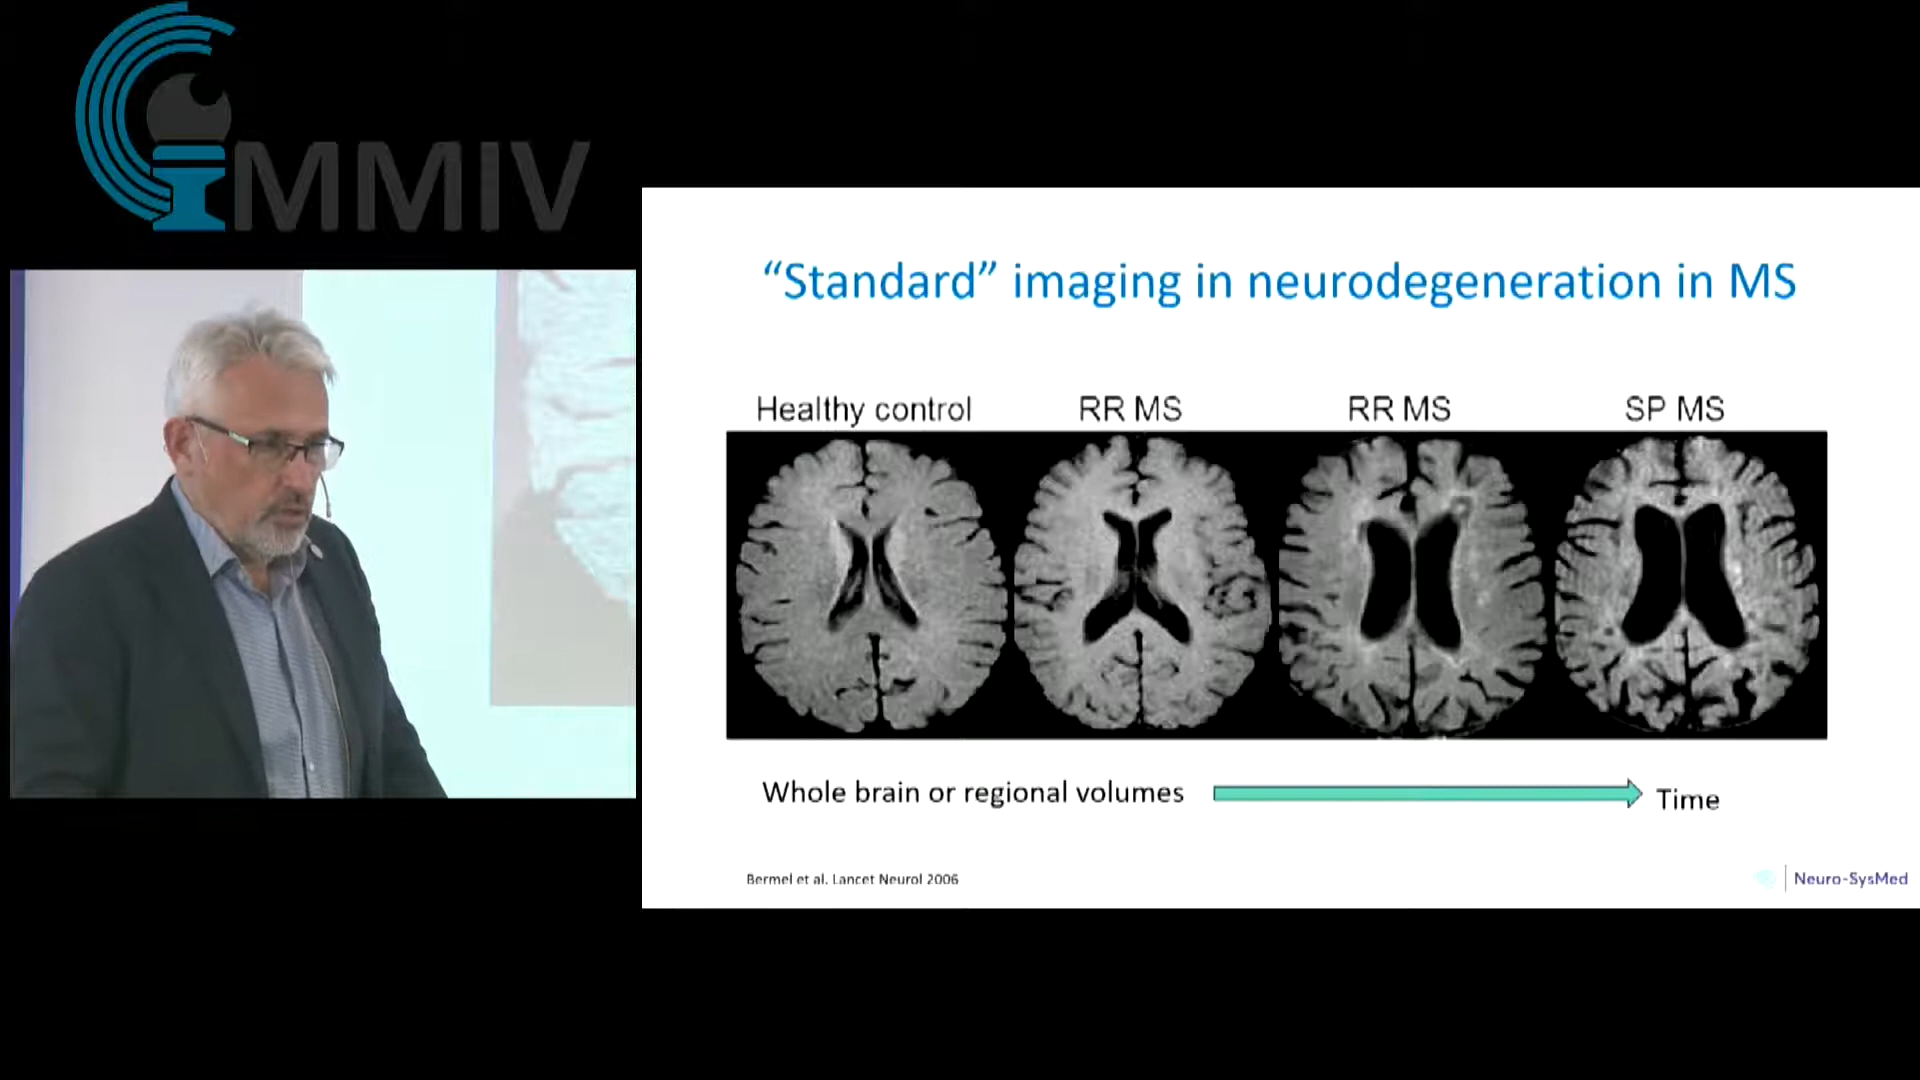 MMIV
“Standard” imaging in neurodegeneration in MS
Healthy control
RR MS
RR MS
SP MS
Whole brain or regional volumes
Time
Bermel et al. Lancet Neurol 2006
Neuro-SysMed